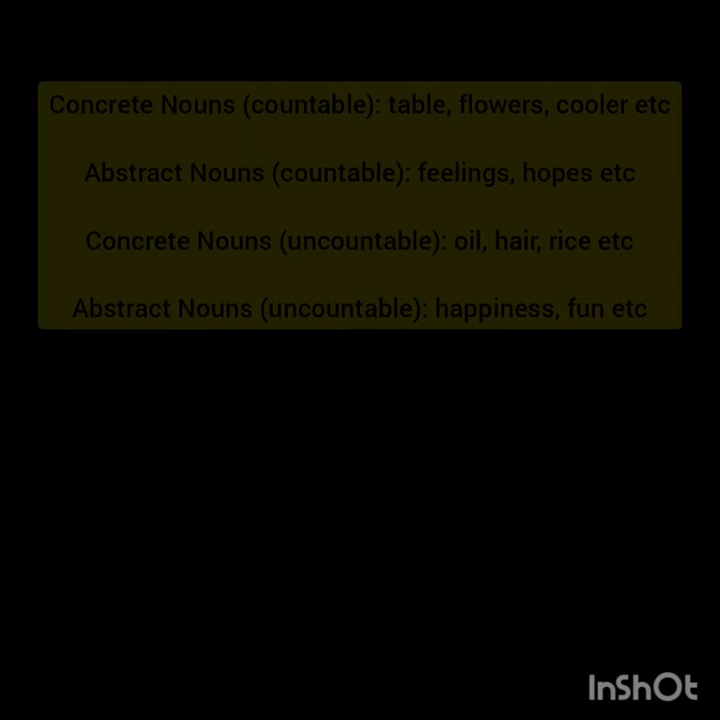 Concrete Nouns (countable): table, flowers, cooler etc
Abstract Nouns (countable): feelings, hopes etc
Concrete Nouns (uncountable): oil, hair, rice etc
Abstract Nouns (uncountable): happiness, fun etc
InShOt